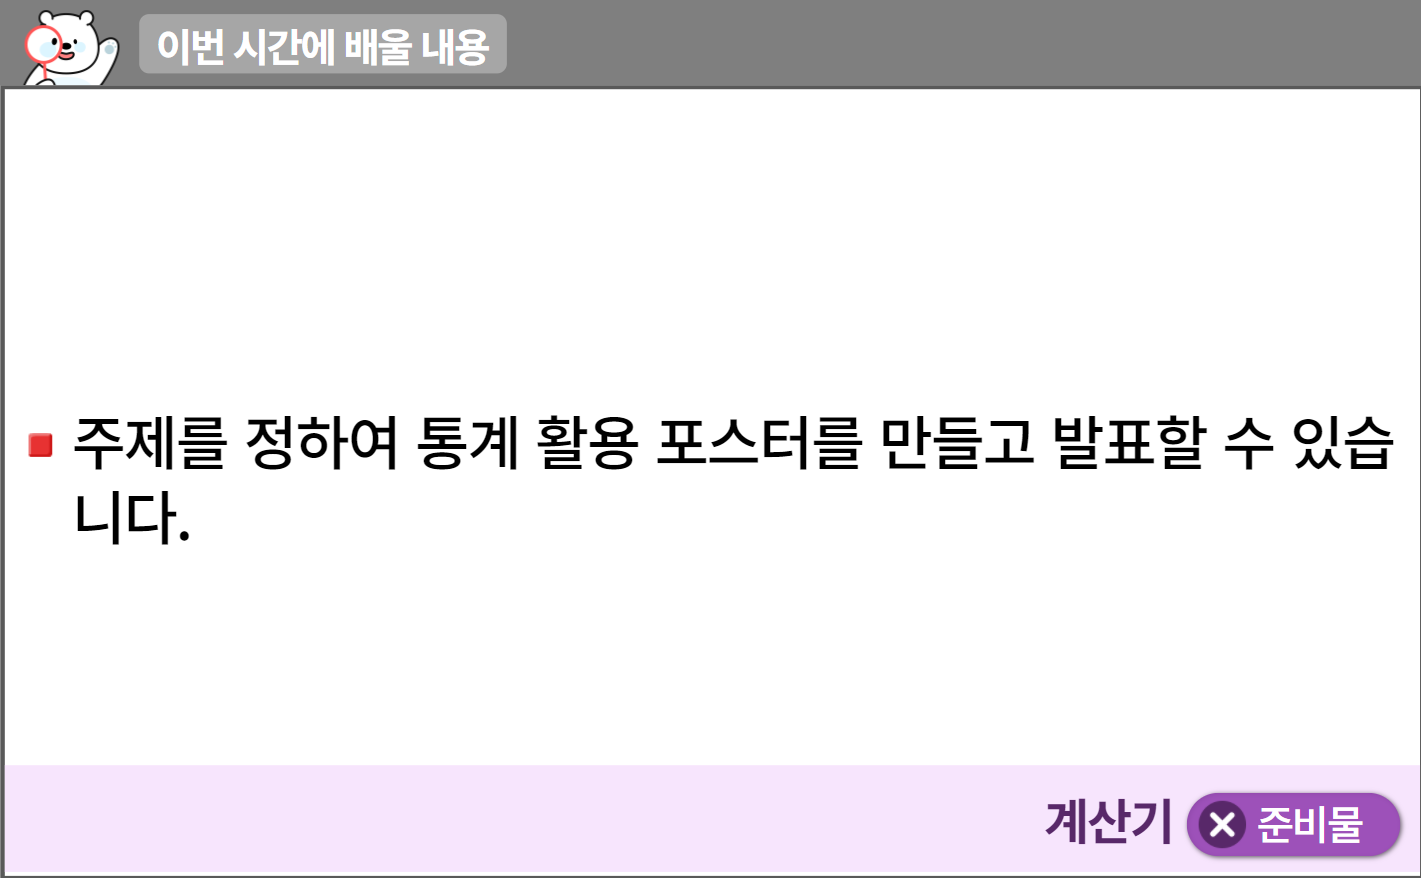 이번 시간에 배울 내용
주제를 정하여 통계 활용 포스터를 만들고 발표할 수 있습
니다.
계산기 준비물